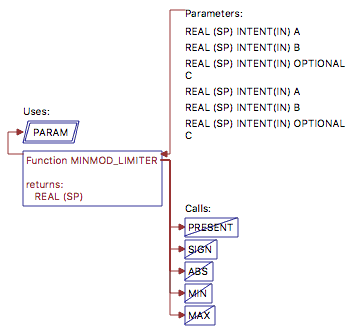 Parameters:
REAL (SP) INTENT(IN) A
REAL (SP) INTENT(IN) B
REAL (SP) INTENT(IN) OPTIONAL
C
REAL (SP) INTENT(IN) A
REAL (SP) INTENT(IN) B
REAL (SP) INTENT(IN) OPTIONAL
C
Uses:
PARAM
Function MINMOD_LIMITER
returns:
REAL (SP)
Calls:
PRESENT
SIGN
ABS
MIN
MAX